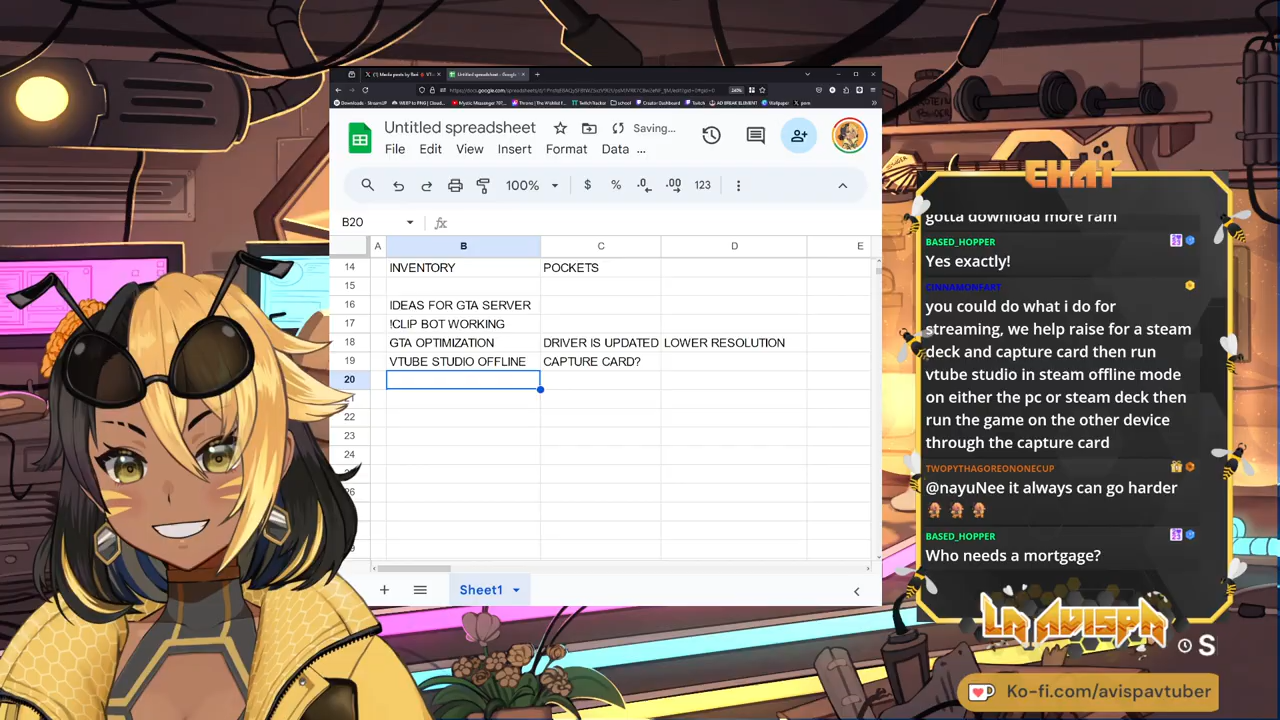 Untitled spreadsheet
Saving...
File Edit View Insert Format Data ...
100% $ % .0 .00 123
B20 fx
A B C D E
14 INVENTORY POCKETS
15
16 IDEAS FOR GTA SERVER
17 !CLIP BOT WORKING
18 GTA OPTIMIZATION DRIVER IS UPDATED LOWER RESOLUTION
19 VTUBE STUDIO OFFLINE CAPTURE CARD?
20
22
23
24
26
Sheet1
CHAT
gotta download more ram
BASED_HOPPER
Yes exactly!
CINNAMONFART
you could do what i do for
streaming, we help raise for a steam
deck and capture card then run
vtube studio in steam offline mode
on either the pc or steam deck then
run the game on the other device
through the capture card
TWOPYTHAGOREONONECUP
@nayuNee it always can go harder
BASED_HOPPER
Who needs a mortgage?
LA AVISPA
S
Ko-fi.com/avispavtuber